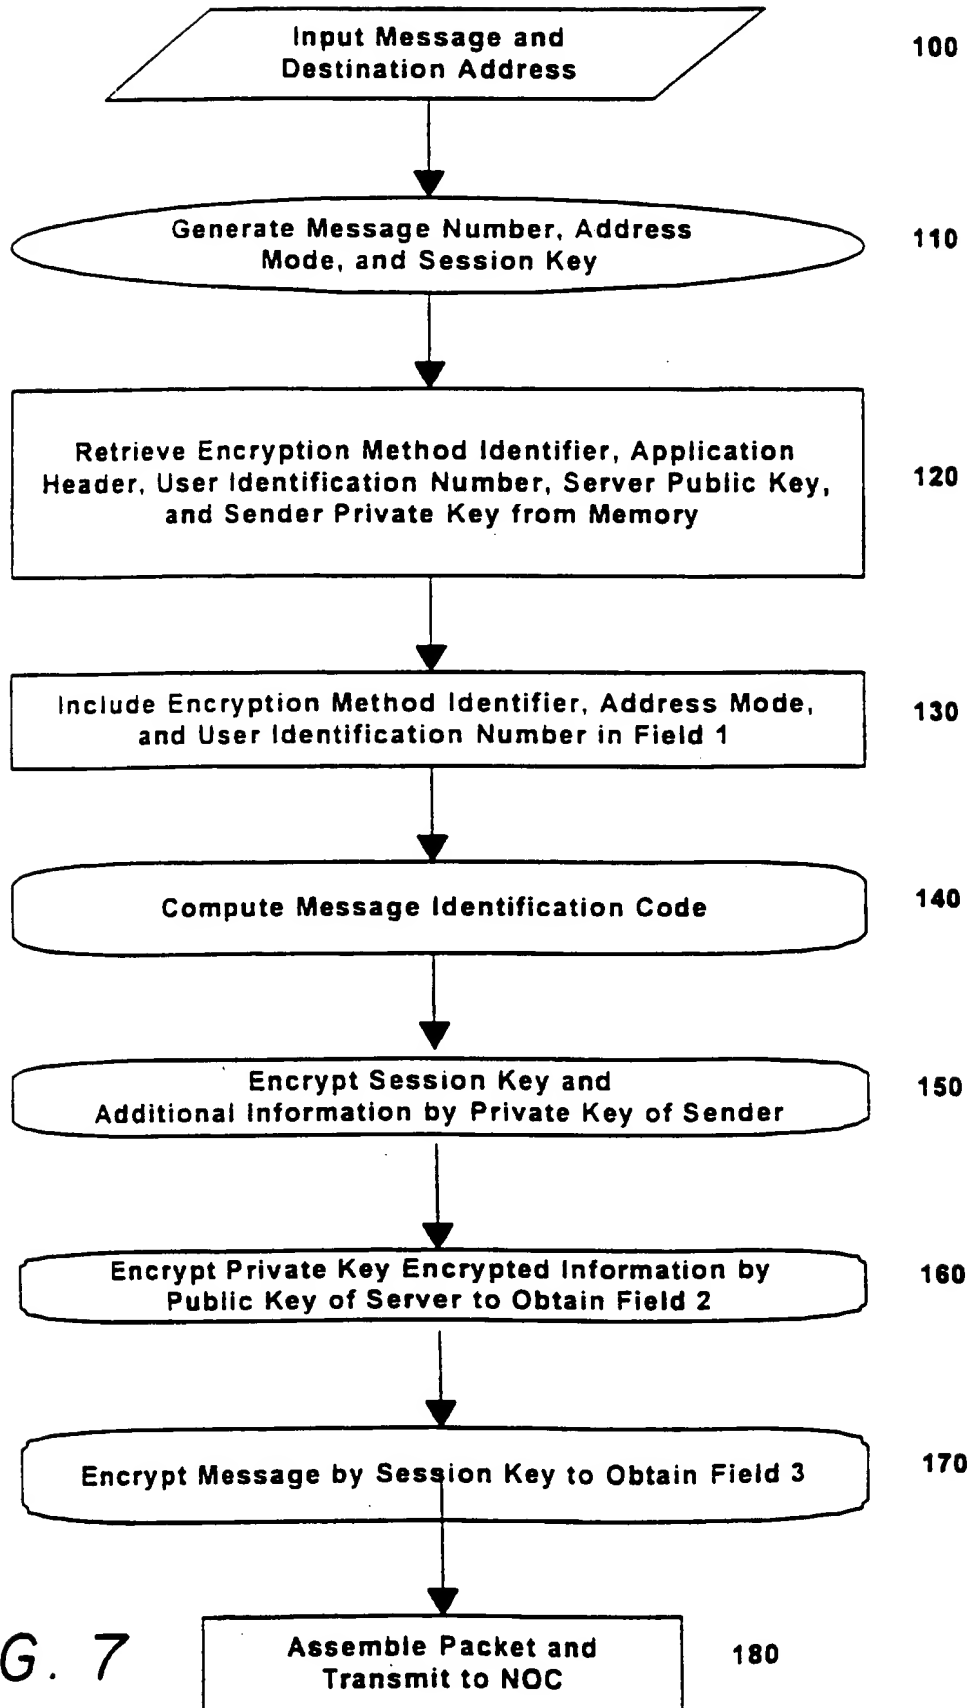 Input Message and
Destination Address
100
Generate Message Number, Address
Mode, and Session Key
110
Retrieve Encryption Method Identifier, Application
Header, User Identification Number, Server Public Key,
and Sender Private Key from Memory
120
Include Encryption Method Identifier, Address Mode,
and User Identification Number in Field 1
130
Compute Message Identification Code
140
Encrypt Session Key and
Additional Information by Private Key of Sender
150
Encrypt Private Key Encrypted Information by
Public Key of Server to Obtain Field 2
160
Encrypt Message by Session Key to Obtain Field 3
170
Assemble Packet and
Transmit to NOC
180
G. 7